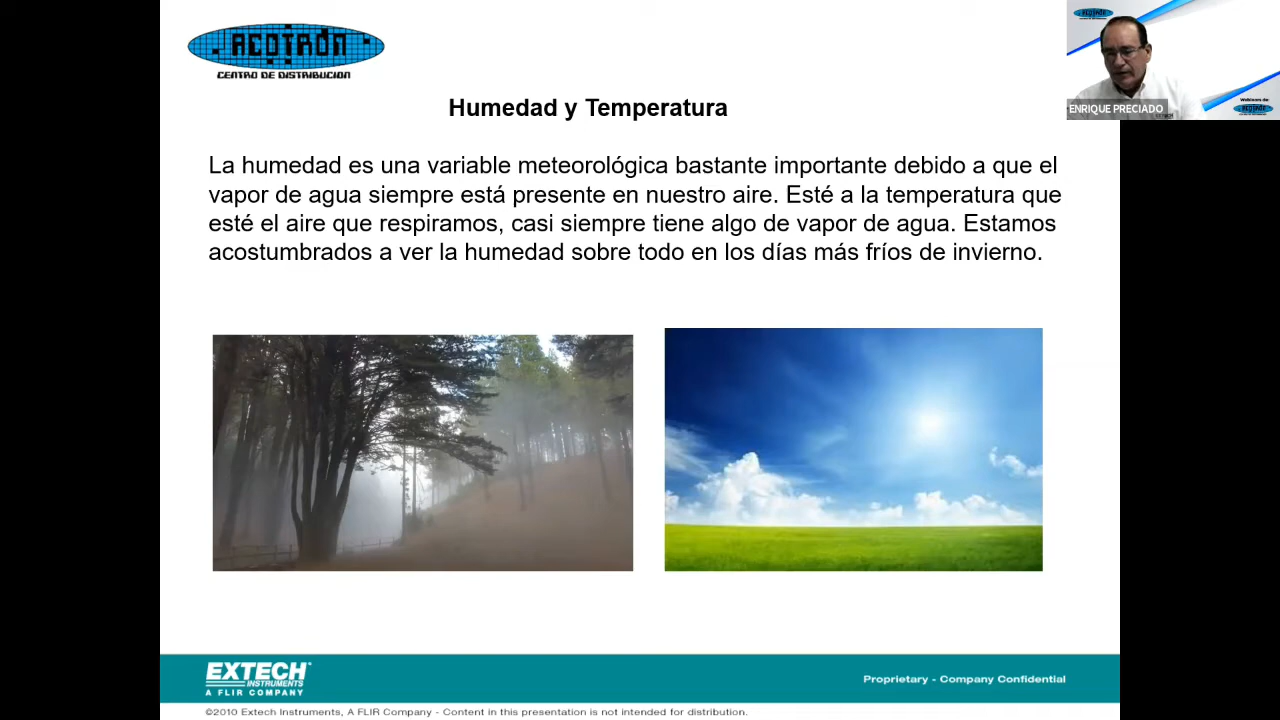 ACOTRON
CENTRO DE DISTRIBUCION
ENRIQUE PRECIADO
Humedad y Temperatura
La humedad es una variable meteorológica bastante importante debido a que el
vapor de agua siempre está presente en nuestro aire. Esté a la temperatura que
esté el aire que respiramos, casi siempre tiene algo de vapor de agua. Estamos
acostumbrados a ver la humedad sobre todo en los días más fríos de invierno.
EXTECH
INSTRUMENTS
A FLIR COMPANY
Proprietary - Company Confidential
©2010 Extech Instruments, A FLIR Company - Content in this presentation is not intended for distribution.